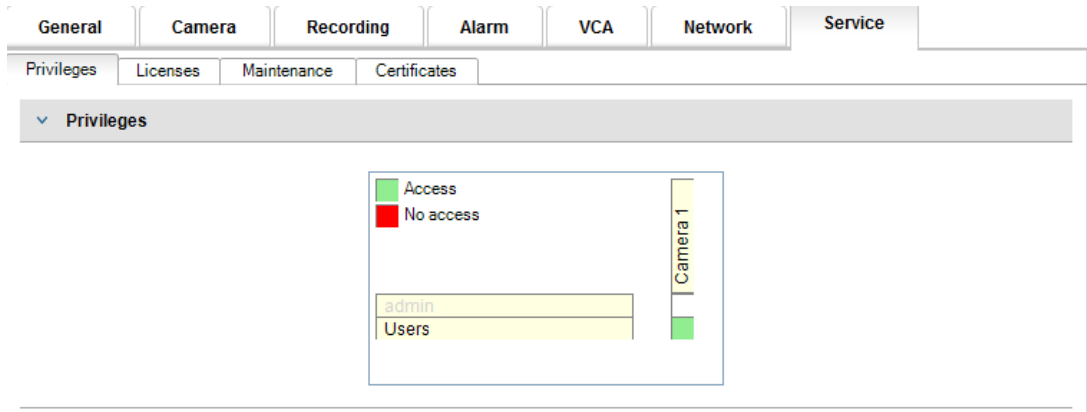 General Camera Recording Alarm VCA Network Service
Privileges Licenses Maintenance Certificates
Privileges
Access
No access
Camera 1
admin
Users